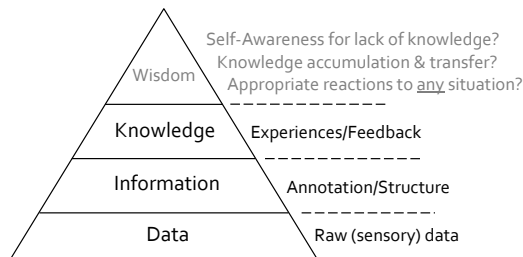 Self-Awareness for lack of knowledge?
Knowledge accumulation & transfer?
Wisdom
Appropriate reactions to any situation?
Knowledge
Experiences/Feedback
Information
Annotation/Structure
Data
Raw (sensory) data